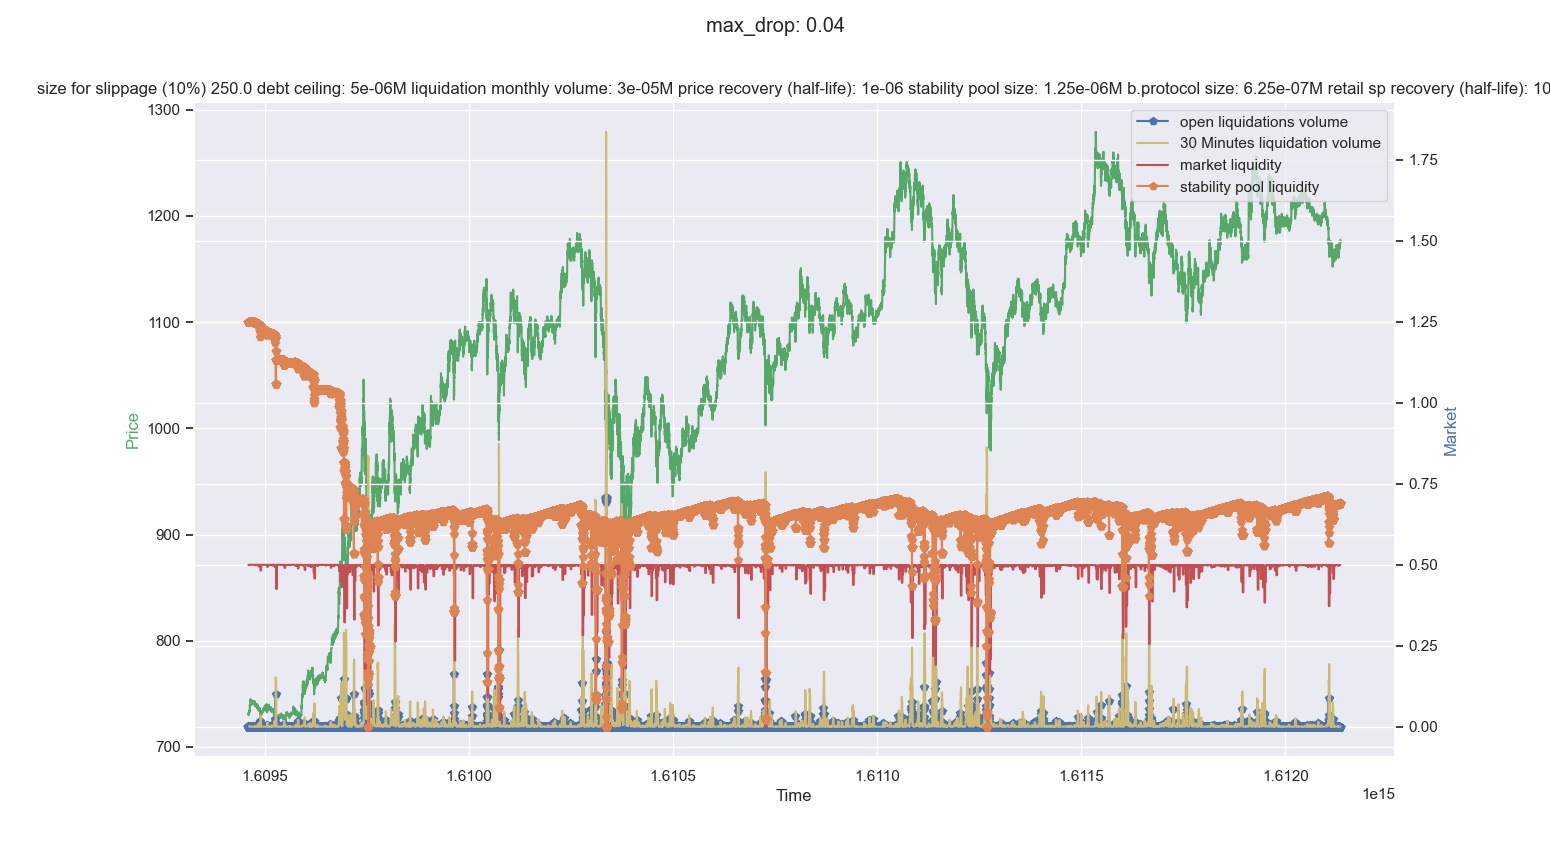 max_drop: 0.04
size for slippage (10%) 250.0 debt ceiling: 5e-06M liquidation monthly volume: 3e-05M price recovery (half-life): 1e-06 stability pool size: 1.25e-06M b.protocol size: 6.25e-07M retail sp recovery (half-life): 10
1300
1200
1100
1000
900
800
700
Price
open liquidations volume
30 Minutes liquidation volume
market liquidity
stability pool liquidity
1.75
1.50
1.25
1.00
0.75
0.50
0.25
0.00
Market
1.6095 1.6100 1.6105 1.6110 1.6115 1.6120
Time
1e15